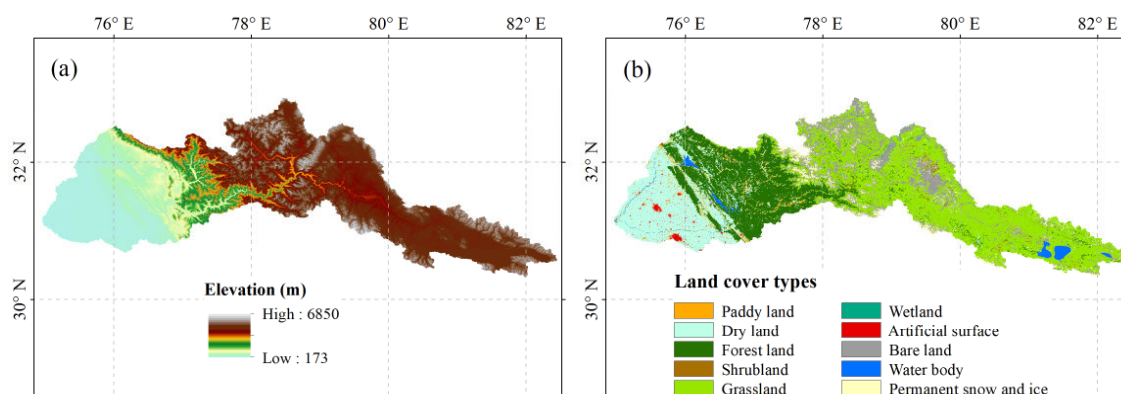 76° E 78° E 80° E 82° E
(a)
32° N
30° N
Elevation (m)
High : 6850
Low : 173
76° E 78° E 80° E 82° E
(b)
32° N
30° N
Land cover types
Paddy land
Dry land
Forest land
Shrubland
Grassland
Wetland
Artificial surface
Bare land
Water body
Permanent snow and ice